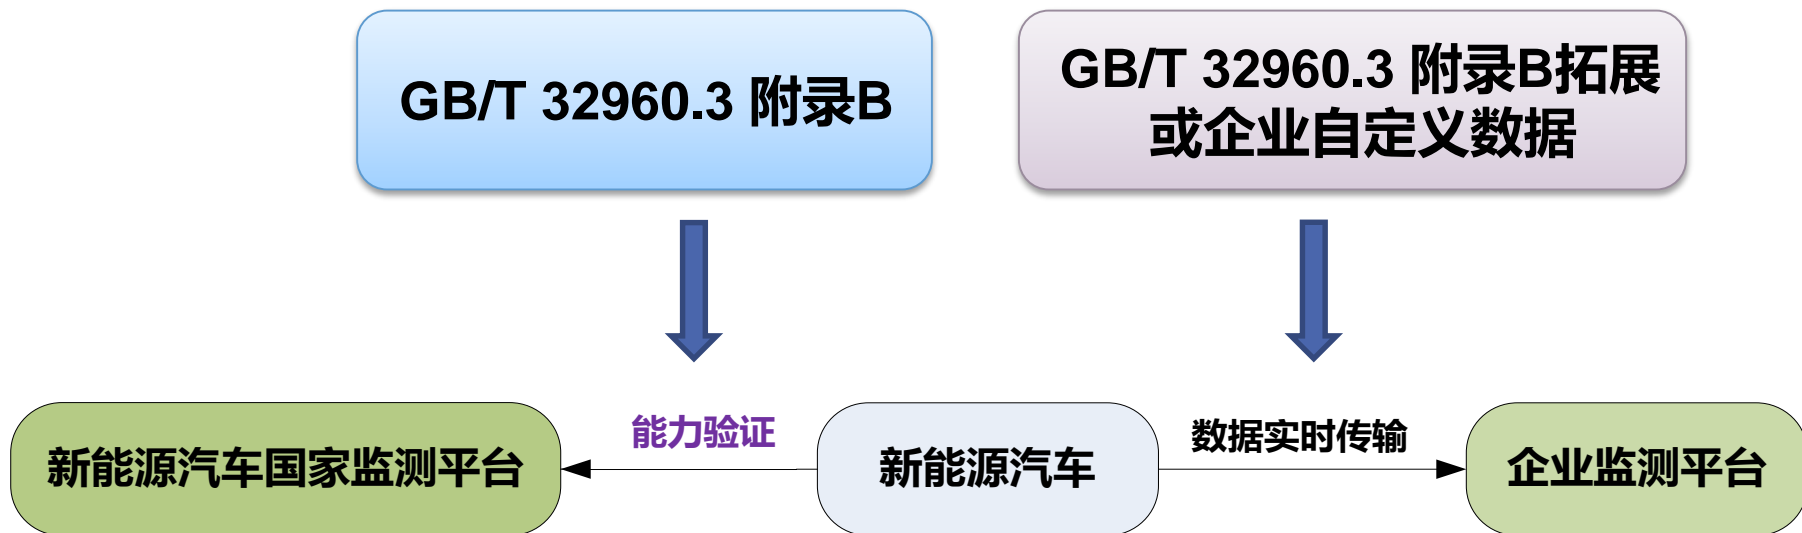 GB/T 32960.3 附录B
GB/T 32960.3 附录B拓展
或企业自定义数据
能力验证
数据实时传输
新能源汽车国家监测平台
新能源汽车
企业监测平台